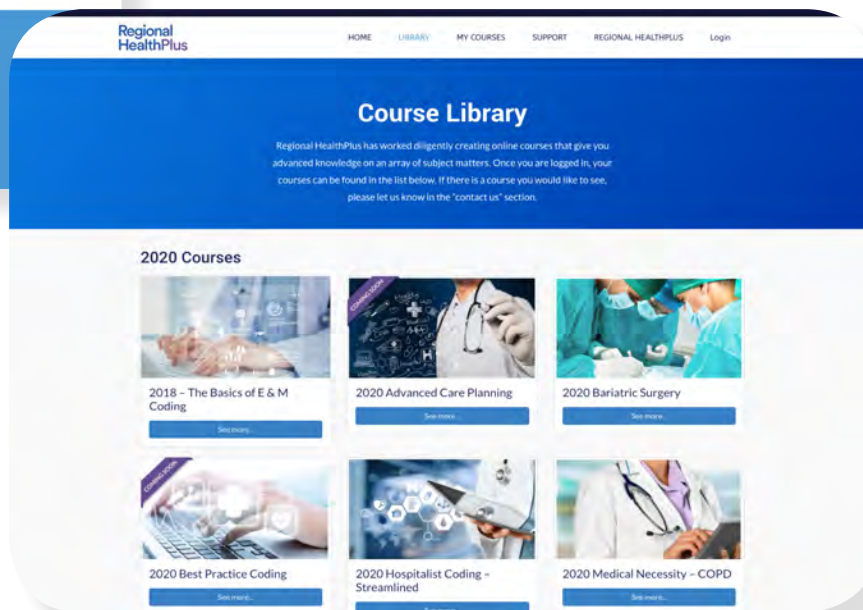 Regional
HealthPlus
HOME LIBRARY MY COURSES SUPPORT REGIONAL HEALTHPLUS Login
Course Library
Regional HealthPlus has worked diligently creating online courses that give you
advanced knowledge on an array of subject matters. Once you are logged in, your
courses can be found in the list below. If there is a course you would like to see,
please let us know in the "contact us" section.
2020 Courses
COMING SOON
2018 – The Basics of E & M
Coding
See more...
2020 Advanced Care Planning
See more...
2020 Bariatric Surgery
See more...
COMING SOON
2020 Best Practice Coding
See more...
2020 Hospitalist Coding –
Streamlined
See more...
2020 Medical Necessity – COPD
See more...